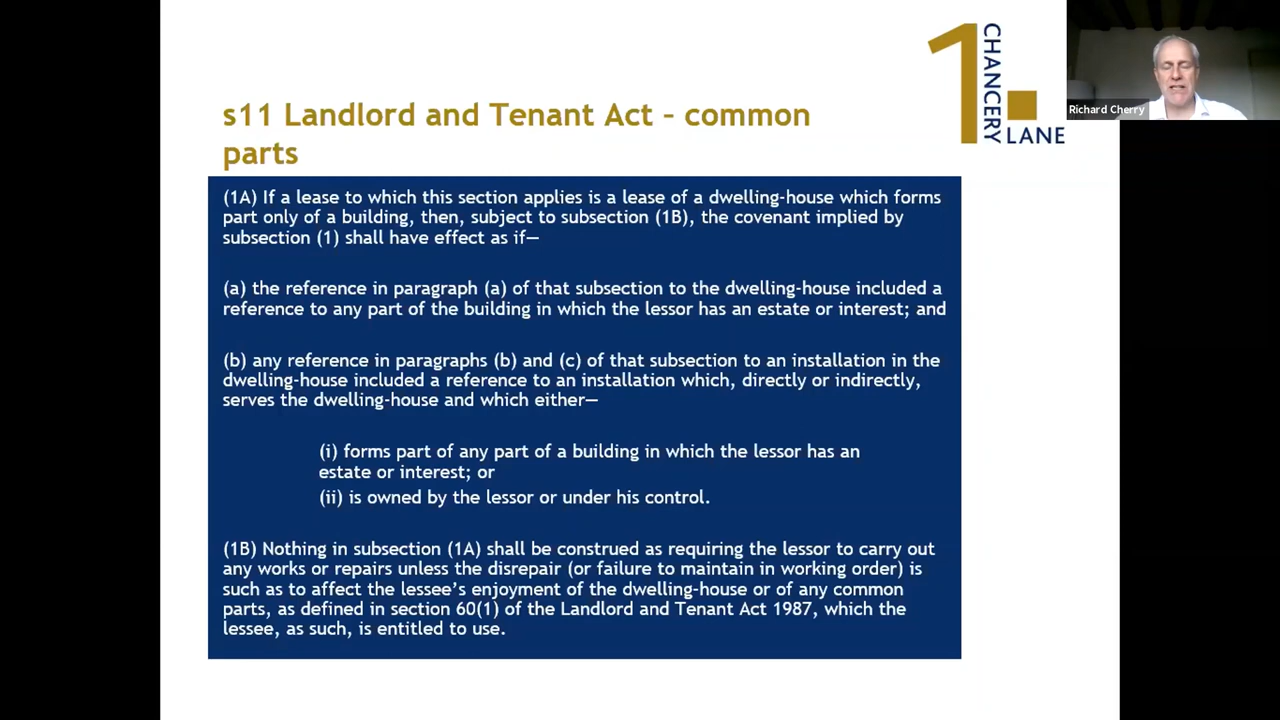 s11 Landlord and Tenant Act – common
parts
1 CHANCERY LANE
Richard Cherry
(1A) If a lease to which this section applies is a lease of a dwelling-house which forms
part only of a building, then, subject to subsection (1B), the covenant implied by
subsection (1) shall have effect as if—
(a) the reference in paragraph (a) of that subsection to the dwelling-house included a
reference to any part of the building in which the lessor has an estate or interest; and
(b) any reference in paragraphs (b) and (c) of that subsection to an installation in the
dwelling-house included a reference to an installation which, directly or indirectly,
serves the dwelling-house and which either—
(i) forms part of any part of a building in which the lessor has an
estate or interest; or
(ii) is owned by the lessor or under his control.
(1B) Nothing in subsection (1A) shall be construed as requiring the lessor to carry out
any works or repairs unless the disrepair (or failure to maintain in working order) is
such as to affect the lessee’s enjoyment of the dwelling-house or of any common
parts, as defined in section 60(1) of the Landlord and Tenant Act 1987, which the
lessee, as such, is entitled to use.